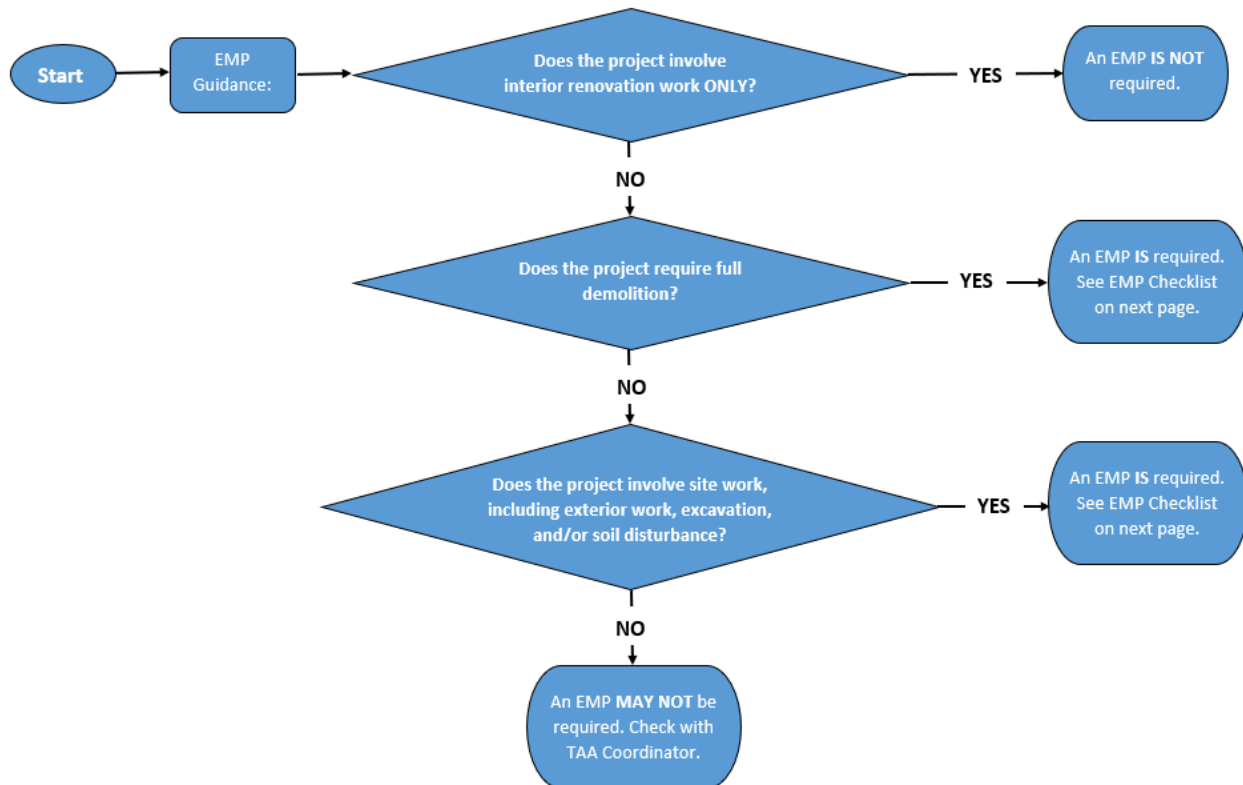 Start
EMP
Guidance:
Does the project involve
interior renovation work ONLY?
YES
An EMP IS NOT
required.
NO
Does the project require full
demolition?
YES
An EMP IS required.
See EMP Checklist
on next page.
NO
Does the project involve site work,
including exterior work, excavation,
and/or soil disturbance?
YES
An EMP IS required.
See EMP Checklist
on next page.
NO
An EMP MAY NOT be
required. Check with
TAA Coordinator.